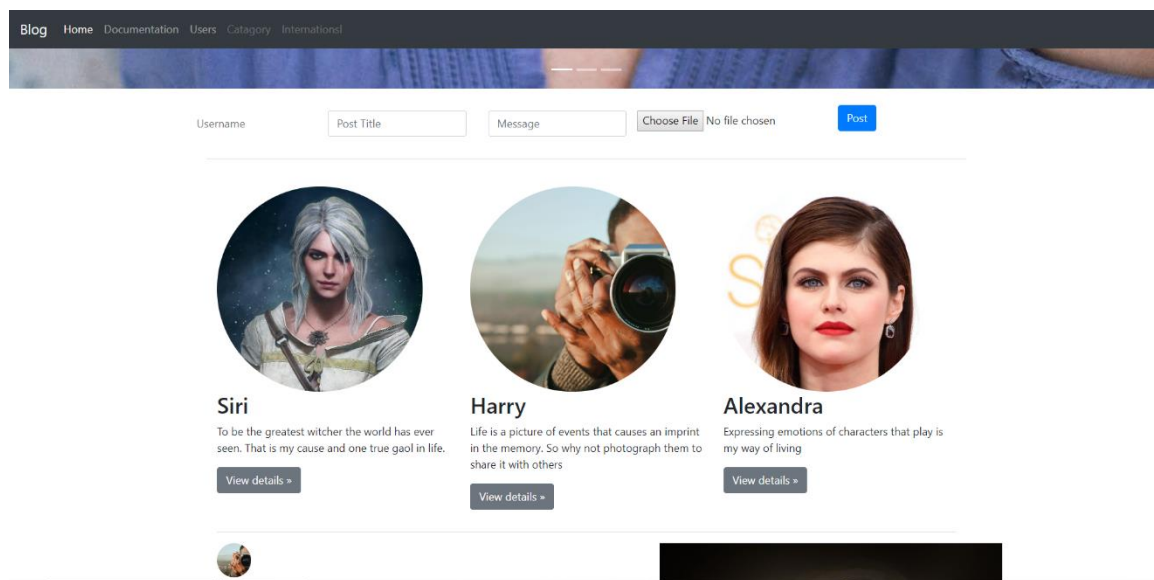 Blog Home Documentation Users Catagory Internationsl
Username Post Title Message Choose File No file chosen Post
S
Siri
To be the greatest witcher the world has ever
seen. That is my cause and one true gaol in life.
View details »
Harry
Life is a picture of events that causes an imprint
in the memory. So why not photograph them to
share it with others
View details »
Alexandra
Expressing emotions of characters that play is
my way of living
View details »